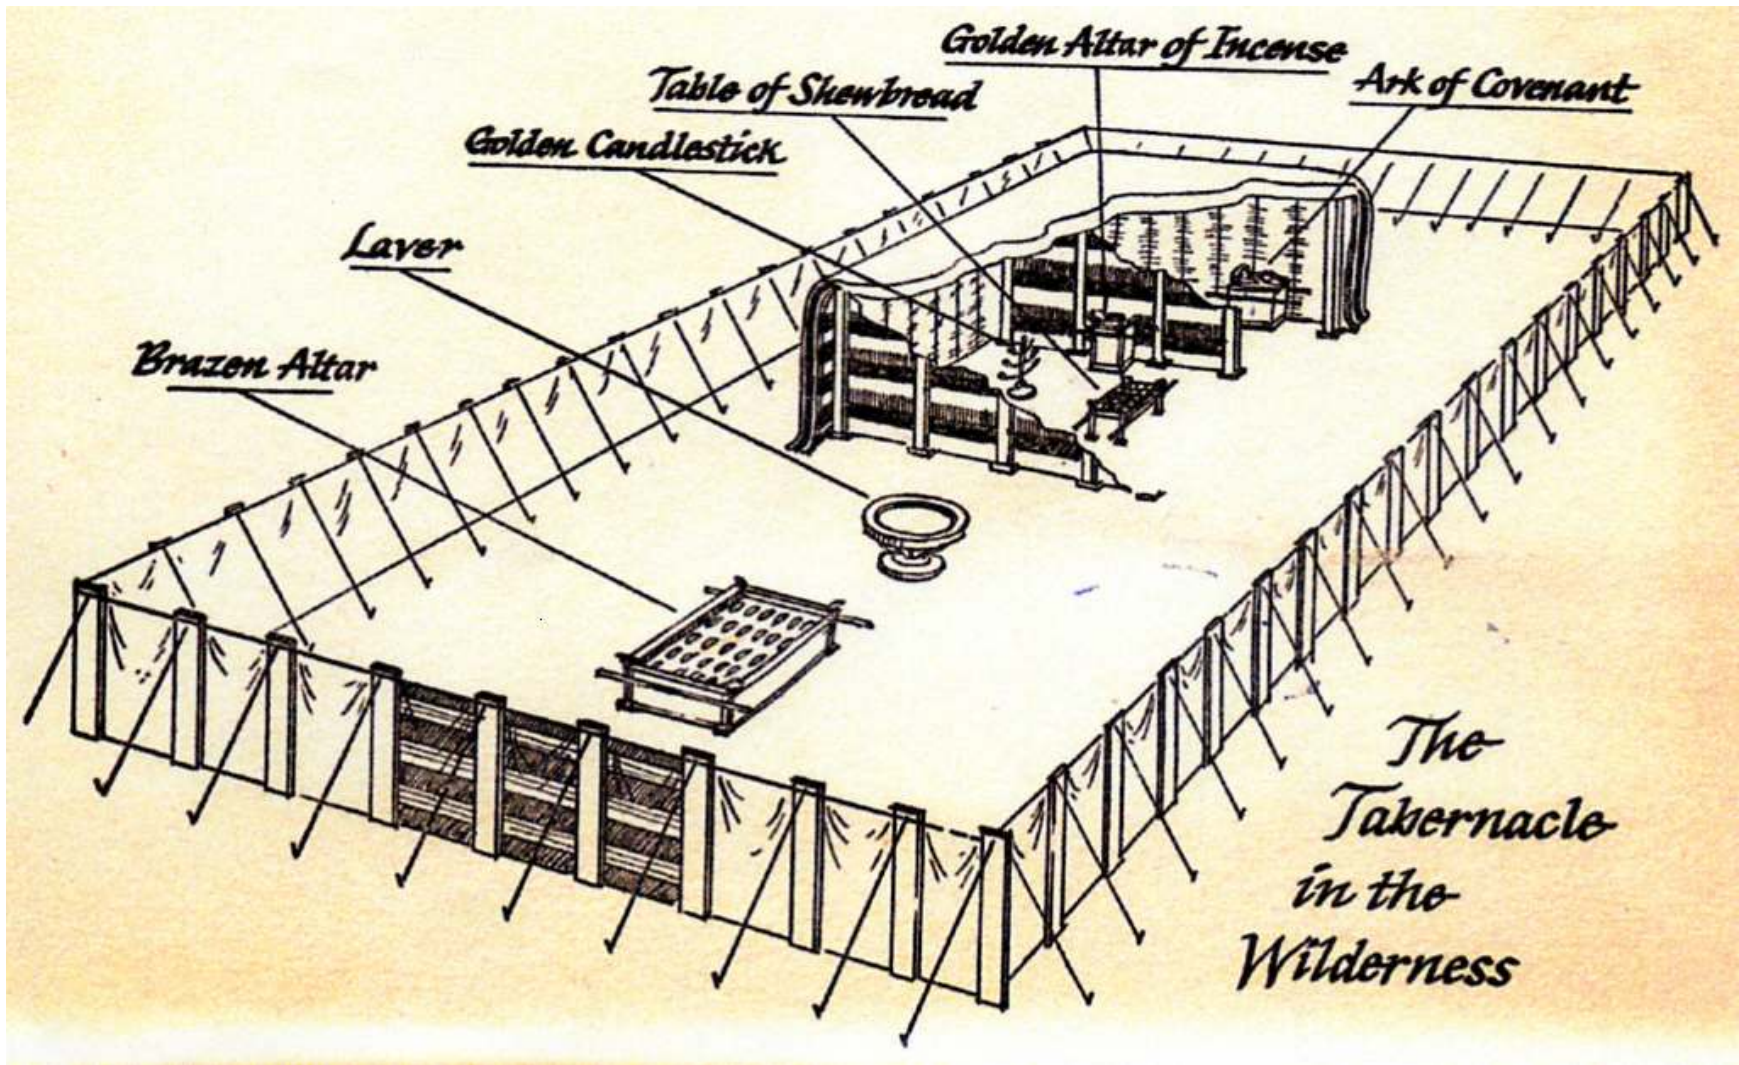 Golden Altar of Incense
Table of Shewbread
Ark of Covenant
Golden Candlestick
Laver
Brazen Altar
The
Tabernacle
in the
Wilderness